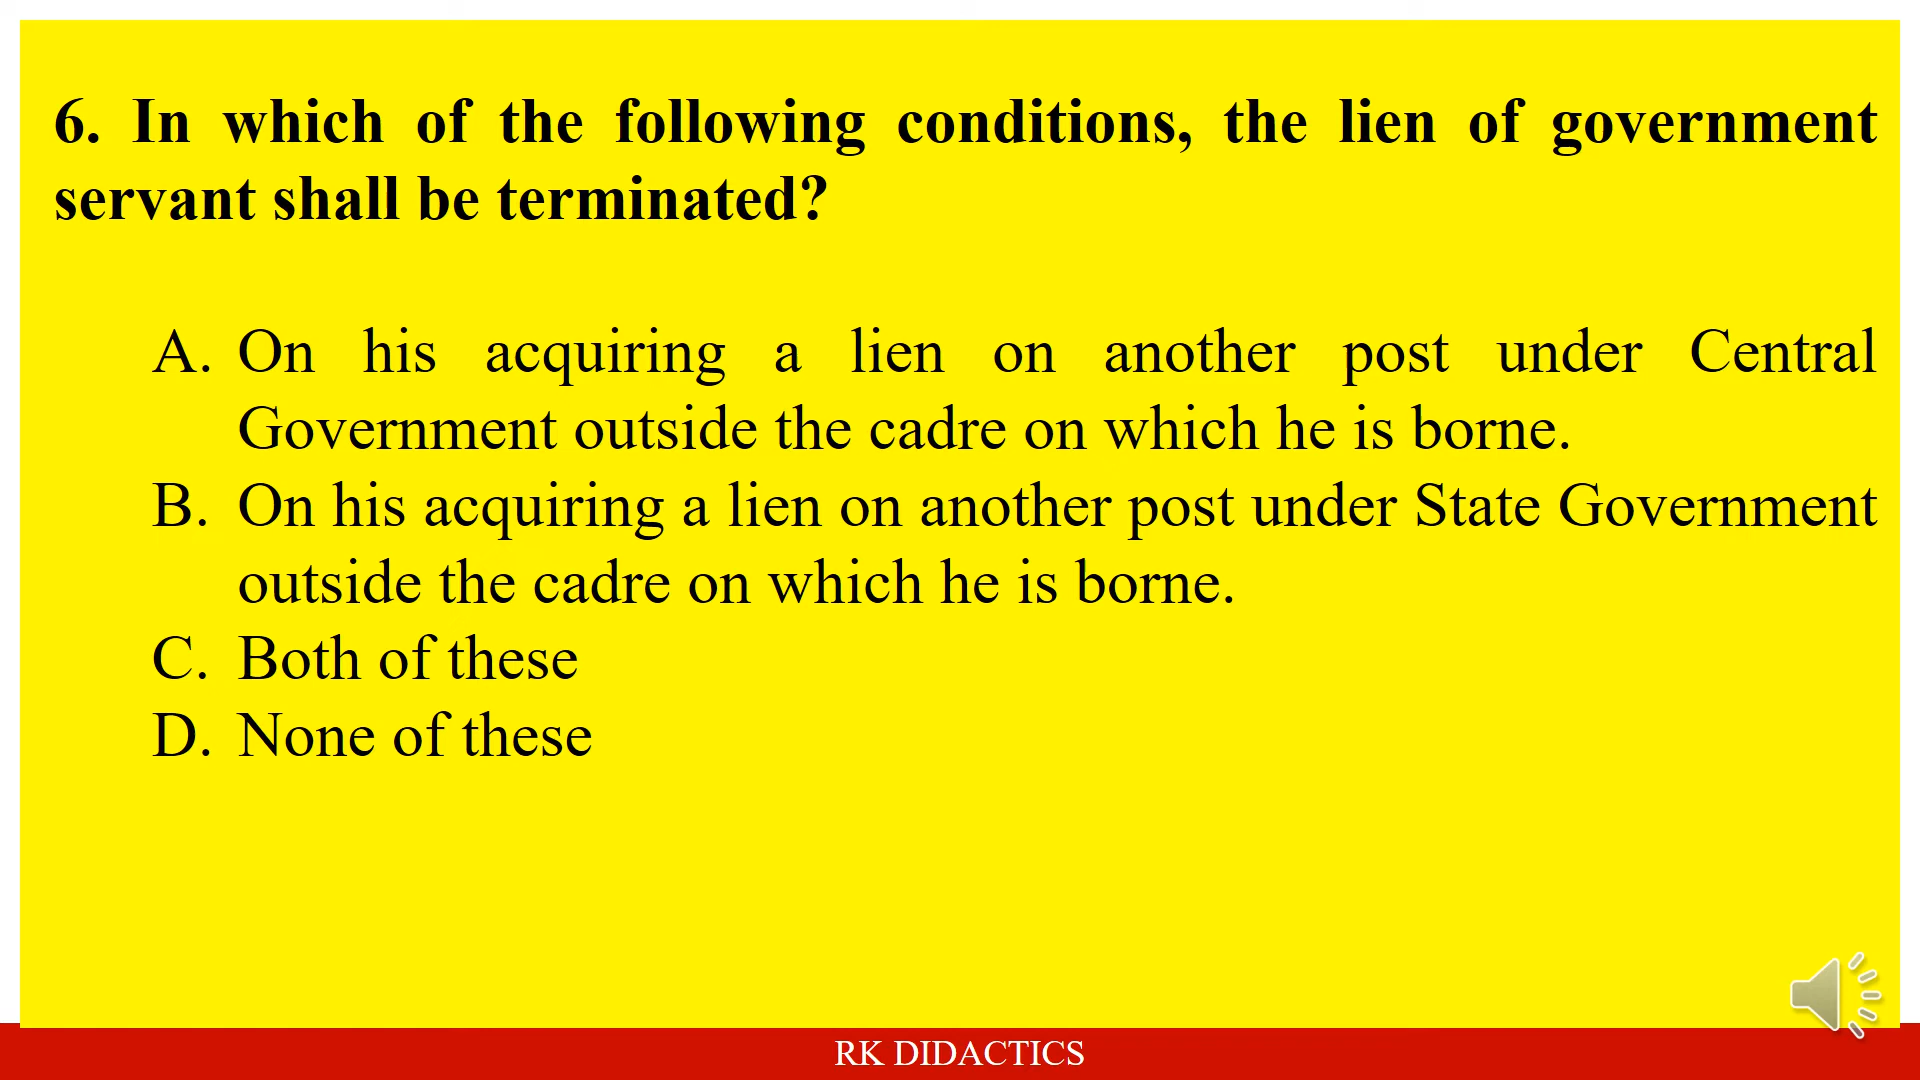 6. In which of the following conditions, the lien of government
servant shall be terminated?
A. On his acquiring a lien on another post under Central
Government outside the cadre on which he is borne.
B. On his acquiring a lien on another post under State Government
outside the cadre on which he is borne.
C. Both of these
D. None of these
RK DIDACTICS